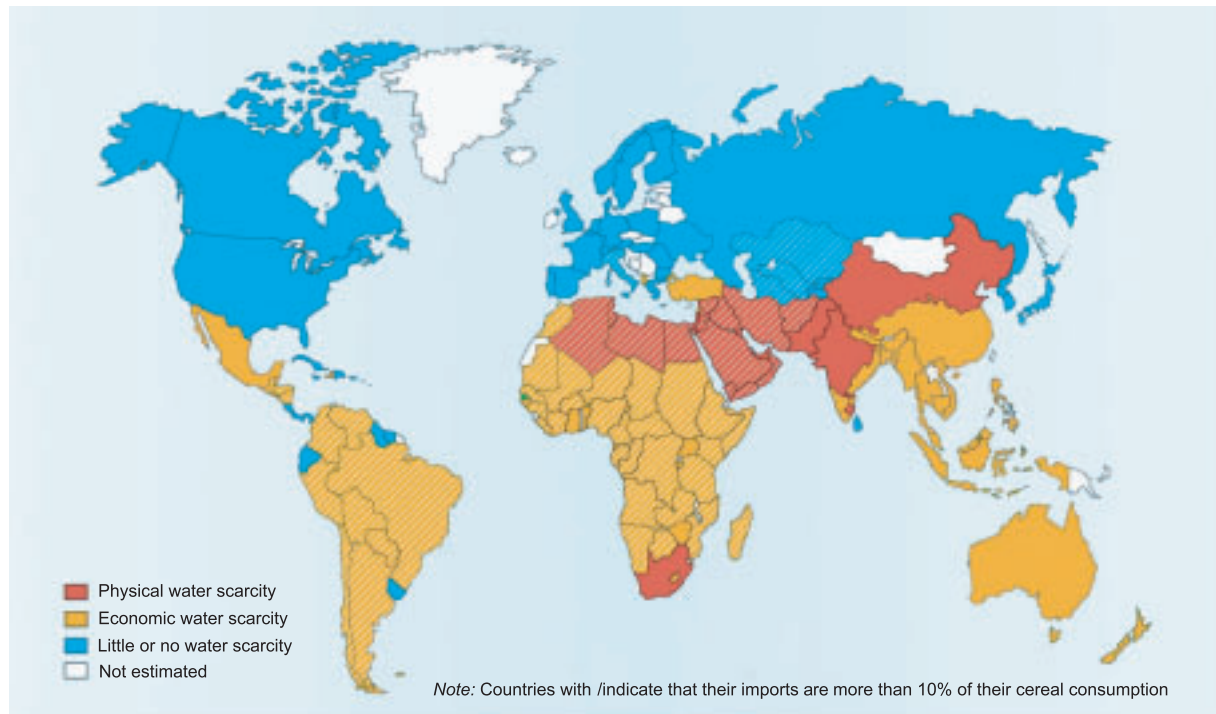 Physical water scarcity
Economic water scarcity
Little or no water scarcity
Not estimated
Note: Countries with /indicate that their imports are more than 10% of their cereal consumption